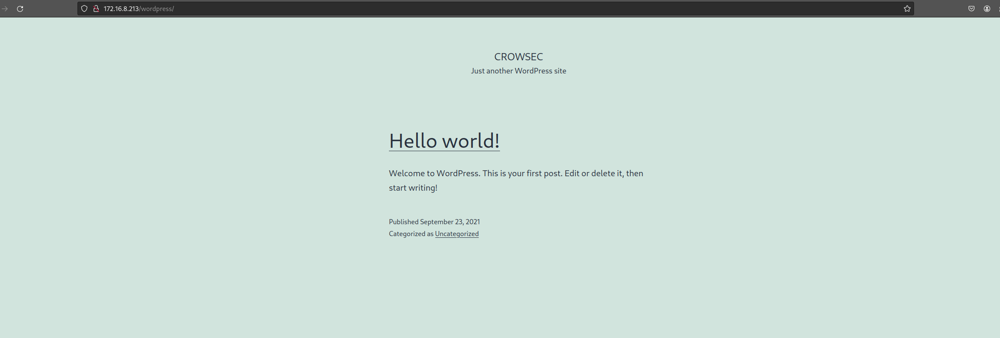 172.16.8.213/wordpress/
CROWSEC
Just another WordPress site
Hello world!
Welcome to WordPress. This is your first post. Edit or delete it, then
start writing!
Published September 23, 2021
Categorized as Uncategorized